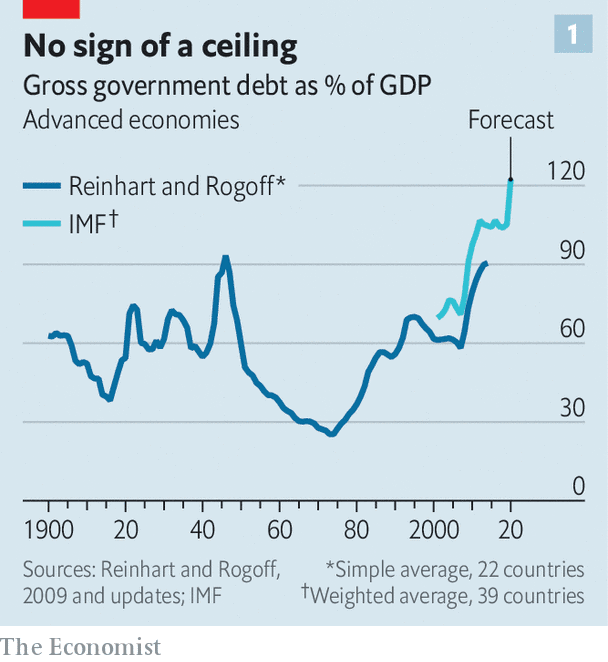 1
No sign of a ceiling
Gross government debt as % of GDP
Advanced economies
Forecast
Reinhart and Rogoff*
IMF†
120
90
60
30
0
1900 20 40 60 80 2000 20
Sources: Reinhart and Rogoff,
2009 and updates; IMF
*Simple average, 22 countries
†Weighted average, 39 countries
The Economist